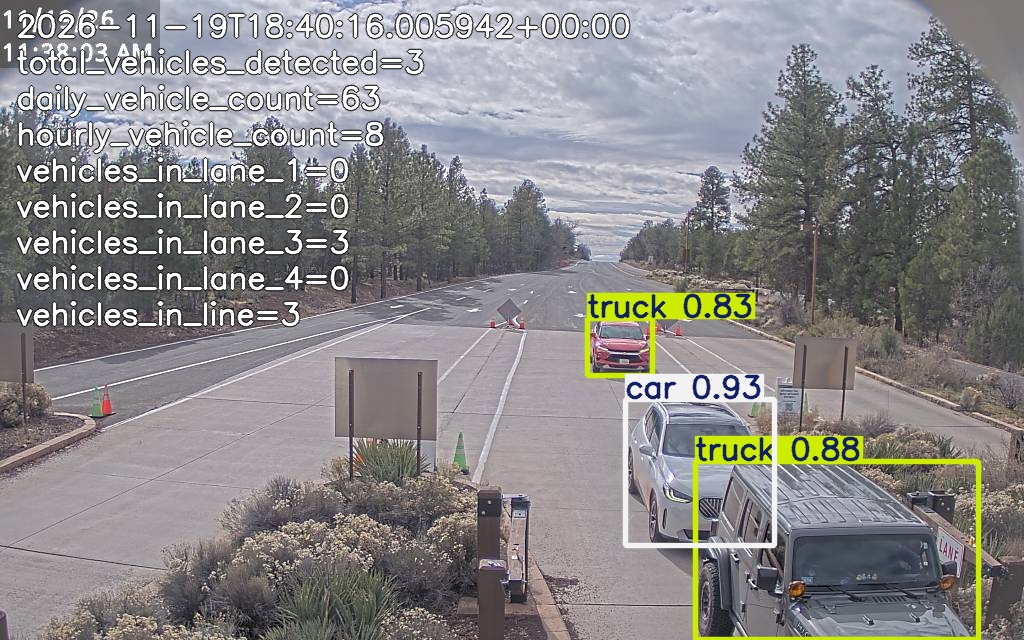 2026-11-19T18:40:16.005942+00:00
11:38:03 AM
total_vehicles_detected=3
daily_vehicle_count=63
hourly_vehicle_count=8
vehicles_in_lane_1=0
vehicles_in_lane_2=0
vehicles_in_lane_3=3
vehicles_in_lane_4=0
vehicles_in_line=3
truck 0.83
car 0.93
truck 0.88
LANE